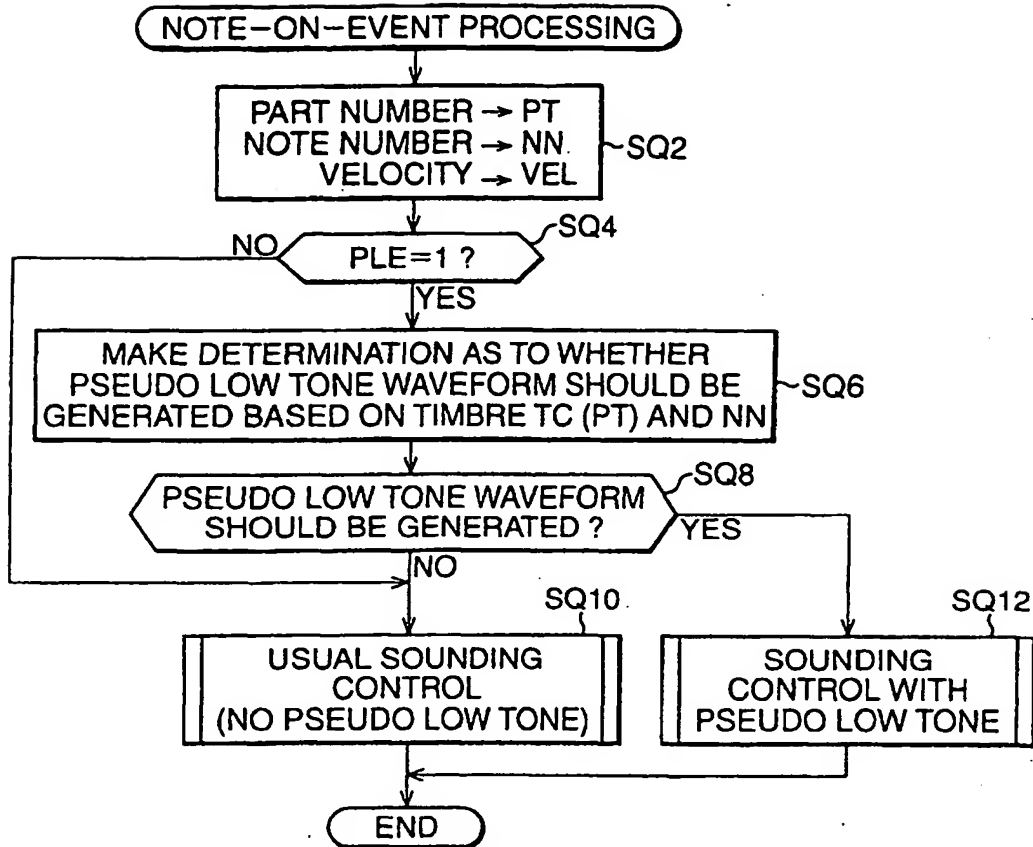 NOTE-ON-EVENT PROCESSING
PART NUMBER → PT
NOTE NUMBER → NN
VELOCITY → VEL
SQ2
SQ4
NO
PLE=1 ?
YES
MAKE DETERMINATION AS TO WHETHER
PSEUDO LOW TONE WAVEFORM SHOULD BE
GENERATED BASED ON TIMBRE TC (PT) AND NN
SQ6
SQ8
PSEUDO LOW TONE WAVEFORM
SHOULD BE GENERATED ?
YES
NO
SQ10
USUAL SOUNDING
CONTROL
(NO PSEUDO LOW TONE)
SQ12
SOUNDING
CONTROL WITH
PSEUDO LOW TONE
END